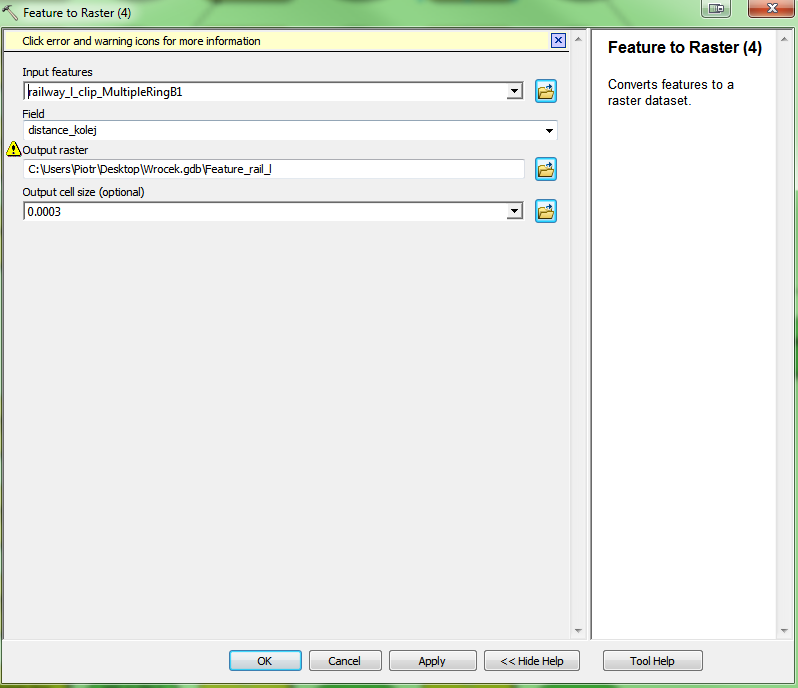 Feature to Raster (4)
Click error and warning icons for more information
Input features
railway_l_clip_MultipleRingB1
Field
distance_kolej
Output raster
C:\Users\Piotr\Desktop\Wrocek.gdb\Feature_rail_l
Output cell size (optional)
0.0003
OK
Cancel
Apply
<< Hide Help
Feature to Raster (4)
Converts features to a
raster dataset.
Tool Help